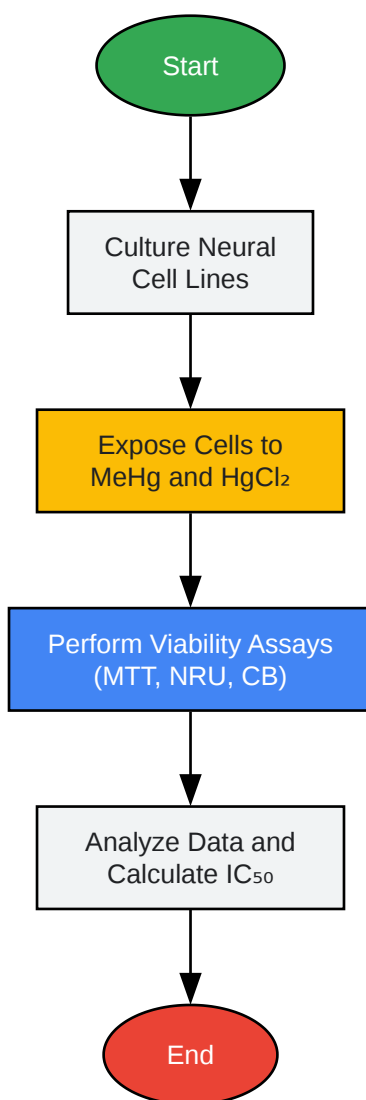 Start
Culture Neural
Cell Lines
Expose Cells to
MeHg and HgCl₂
Perform Viability Assays
(MTT, NRU, CB)
Analyze Data and
Calculate IC₅₀
End